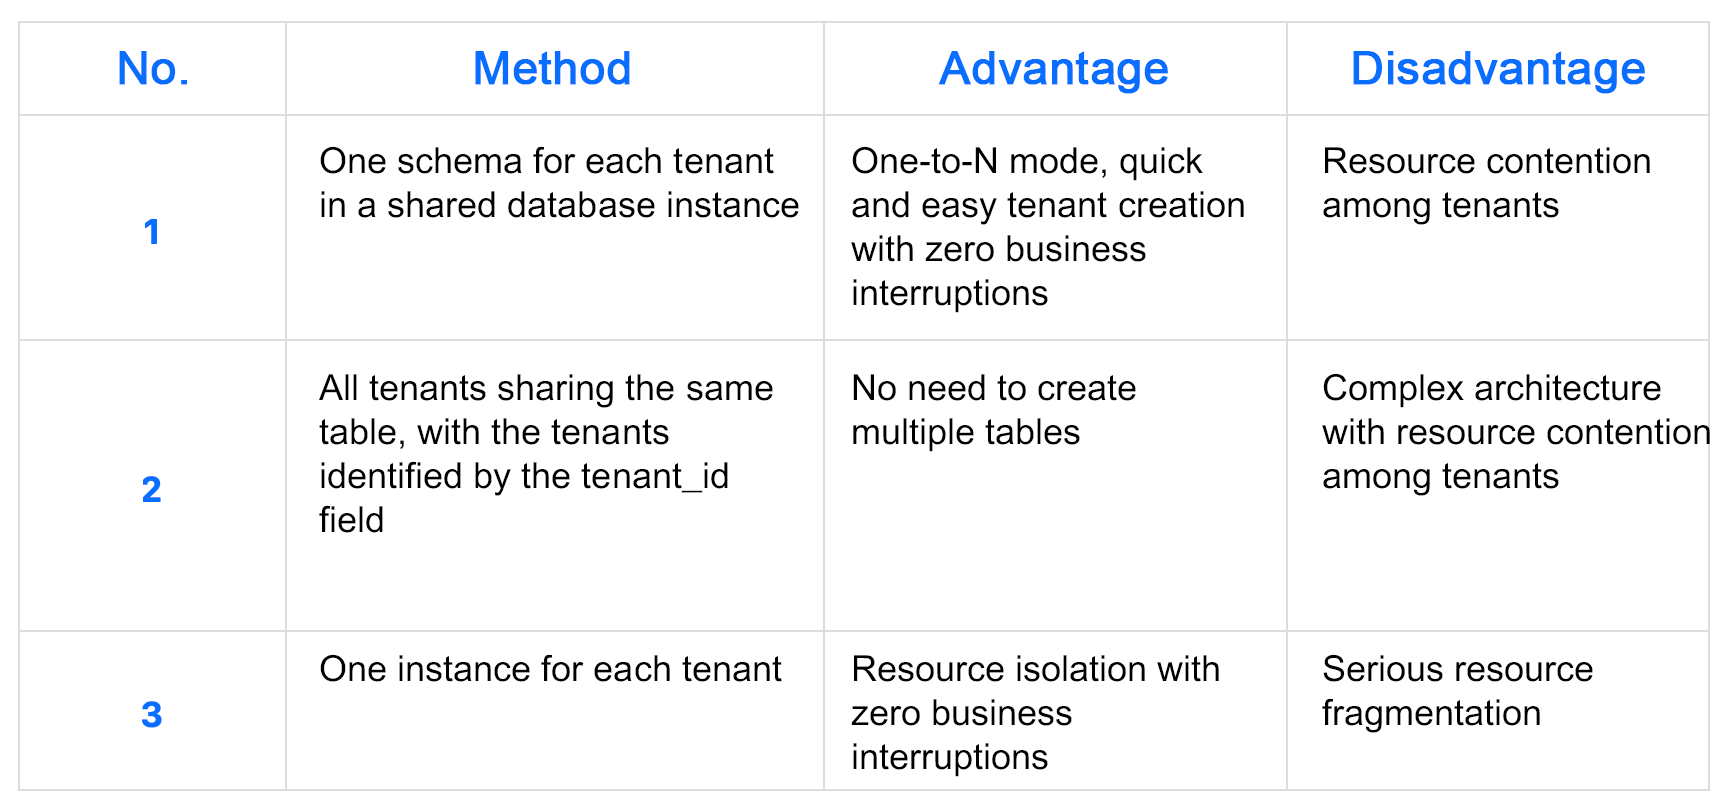 No.
Method
Advantage
Disadvantage
1
One schema for each tenant
in a shared database instance
One-to-N mode, quick
and easy tenant creation
with zero business
interruptions
Resource contention
among tenants
2
All tenants sharing the same
table, with the tenants
identified by the tenant_id
field
No need to create
multiple tables
Complex architecture
with resource contention
among tenants
3
One instance for each tenant
Resource isolation with
zero business
interruptions
Serious resource
fragmentation